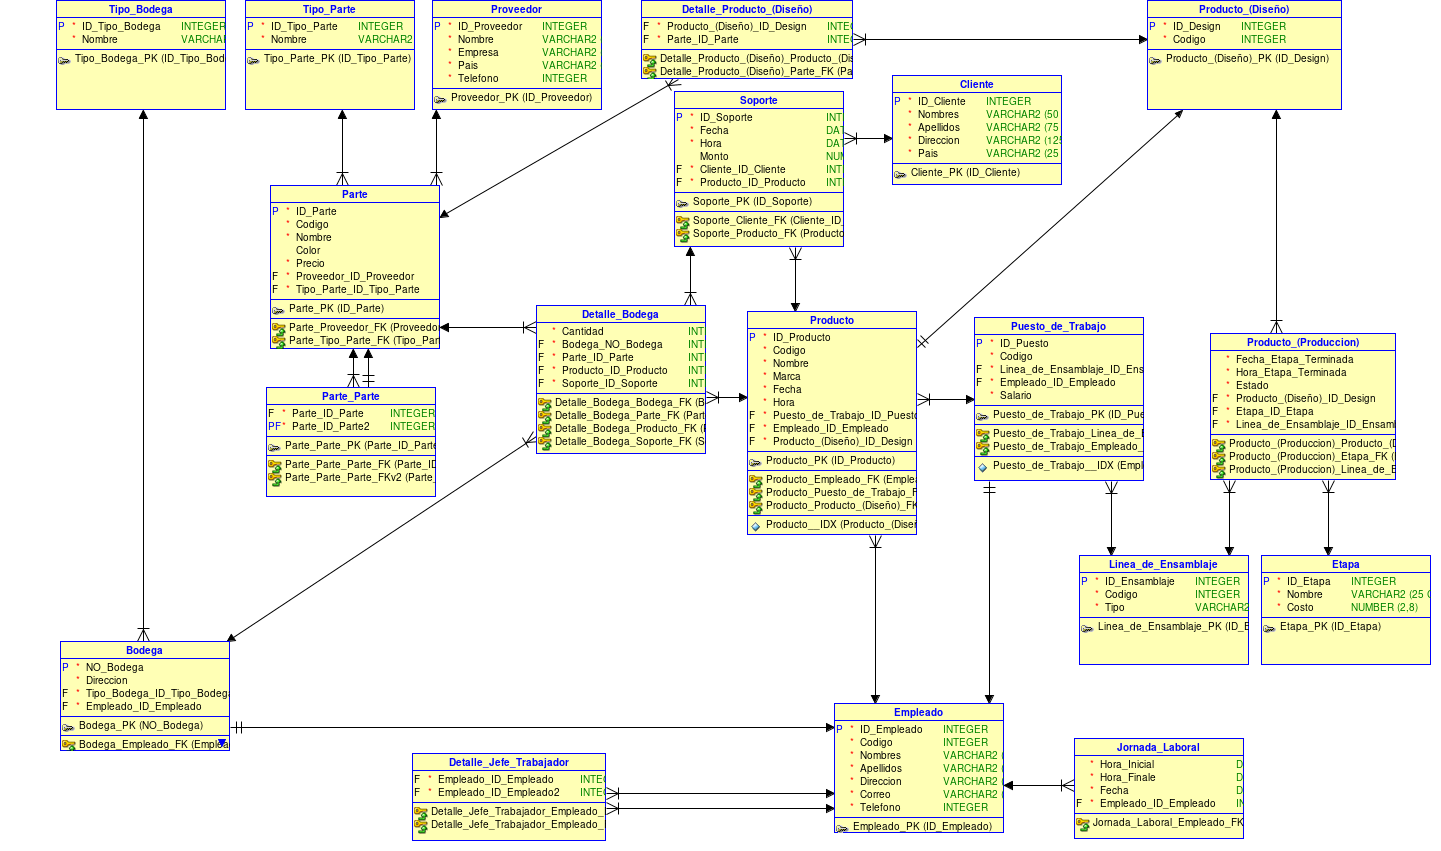 Tipo_Bodega
P * ID_Tipo_Bodega INTEGER
* Nombre VARCHA
Tipo_Bodega_PK (ID_Tipo_Bod
Tipo_Parte
P * ID_Tipo_Parte INTEGER
* Nombre VARCHAR2
Tipo_Parte_PK (ID_Tipo_Parte)
Proveedor
P * ID_Proveedor INTEGER
* Nombre VARCHAR2
* Empresa VARCHAR2
* Pais VARCHAR2
* Telefono INTEGER
Proveedor_PK (ID_Proveedor)
Detalle_Producto_(Diseño)
F * Producto_(Diseño)_ID_Design INTE
F * Parte_ID_Parte INTE
Detalle_Producto_(Diseño)_Producto_(Di
Detalle_Producto_(Diseño)_Parte_FK (Pa
Producto_(Diseño)
P * ID_Design INTEGER
* Codigo INTEGER
Producto_(Diseño)_PK (ID_Design)
Cliente
P * ID_Cliente INTEGER
* Nombres VARCHAR2 (50
* Apellidos VARCHAR2 (75
* Direccion VARCHAR2 (125
* Pais VARCHAR2 (25
Cliente_PK (ID_Cliente)
Soporte
P * ID_Soporte INT
* Fecha DAT
* Hora DAT
Monto NUM
F * Cliente_ID_Cliente INT
F * Producto_ID_Producto INT
Soporte_PK (ID_Soporte)
Soporte_Cliente_FK (Cliente_ID
Soporte_Producto_FK (Producto
Parte
P * ID_Parte
* Codigo
* Nombre
Color
* Precio
F * Proveedor_ID_Proveedor
F * Tipo_Parte_ID_Tipo_Parte
Parte_PK (ID_Parte)
Parte_Proveedor_FK (Proveedo
Parte_Tipo_Parte_FK (Tipo_Par
Detalle_Bodega
* Cantidad INT
F * Bodega_NO_Bodega INT
F * Parte_ID_Parte INT
F * Producto_ID_Producto INT
F * Soporte_ID_Soporte INT
Detalle_Bodega_Bodega_FK (B
Detalle_Bodega_Parte_FK (Part
Detalle_Bodega_Producto_FK (
Detalle_Bodega_Soporte_FK (S
Producto
P * ID_Producto
* Codigo
* Nombre
* Marca
* Fecha
* Hora
F * Puesto_de_Trabajo_ID_Puesto
F * Empleado_ID_Empleado
F * Producto_(Diseño)_ID_Design
Producto_PK (ID_Producto)
Producto_Empleado_FK (Emple
Producto_Puesto_de_Trabajo_F
Producto_Producto_(Diseño)_FK
Producto__IDX (Producto_(Diseñ
Puesto_de_Trabajo
P * ID_Puesto
* Codigo
F * Linea_de_Ensamblaje_ID_Ens
F * Empleado_ID_Empleado
* Salario
Puesto_de_Trabajo_PK (ID_Pue
Puesto_de_Trabajo_Linea_de_
Puesto_de_Trabajo_Empleado_
Puesto_de_Trabajo__IDX (Empl
Producto_(Produccion)
* Fecha_Etapa_Terminada
* Hora_Etapa_Terminada
* Estado
F * Producto_(Diseño)_ID_Design
F * Etapa_ID_Etapa
F * Linea_de_Ensamblaje_ID_Ensam
Producto_(Produccion)_Producto_(
Producto_(Produccion)_Etapa_FK (
Producto_(Produccion)_Linea_de_E
Parte_Parte
F * Parte_ID_Parte INTEGER
PF* Parte_ID_Parte2 INTEGER
Parte_Parte_PK (Parte_ID_Parte
Parte_Parte_Parte_FK (Parte_ID
Parte_Parte_Parte_FKv2 (Parte_
Linea_de_Ensamblaje
P * ID_Ensamblaje INTEGER
* Codigo INTEGER
* Tipo VARCHAR2
Linea_de_Ensamblaje_PK (ID_E
Etapa
P * ID_Etapa INTEGER
* Nombre VARCHAR2 (25
* Costo NUMBER (2,8)
Etapa_PK (ID_Etapa)
Bodega
P * NO_Bodega
* Direccion
F * Tipo_Bodega_ID_Tipo_Bodega
F * Empleado_ID_Empleado
Bodega_PK (NO_Bodega)
Bodega_Empleado_FK (Emplea
Empleado
P * ID_Empleado INTEGER
* Codigo INTEGER
* Nombres VARCHAR2 (
* Apellidos VARCHAR2 (
* Direccion VARCHAR2 (
* Correo VARCHAR2 (
* Telefono INTEGER
Empleado_PK (ID_Empleado)
Detalle_Jefe_Trabajador
F * Empleado_ID_Empleado INTE
F * Empleado_ID_Empleado2 INTE
Detalle_Jefe_Trabajador_Empleado_
Detalle_Jefe_Trabajador_Empleado_
Jornada_Laboral
* Hora_Inicial D
* Hora_Finale D
* Fecha D
F * Empleado_ID_Empleado IN
Jornada_Laboral_Empleado_FK